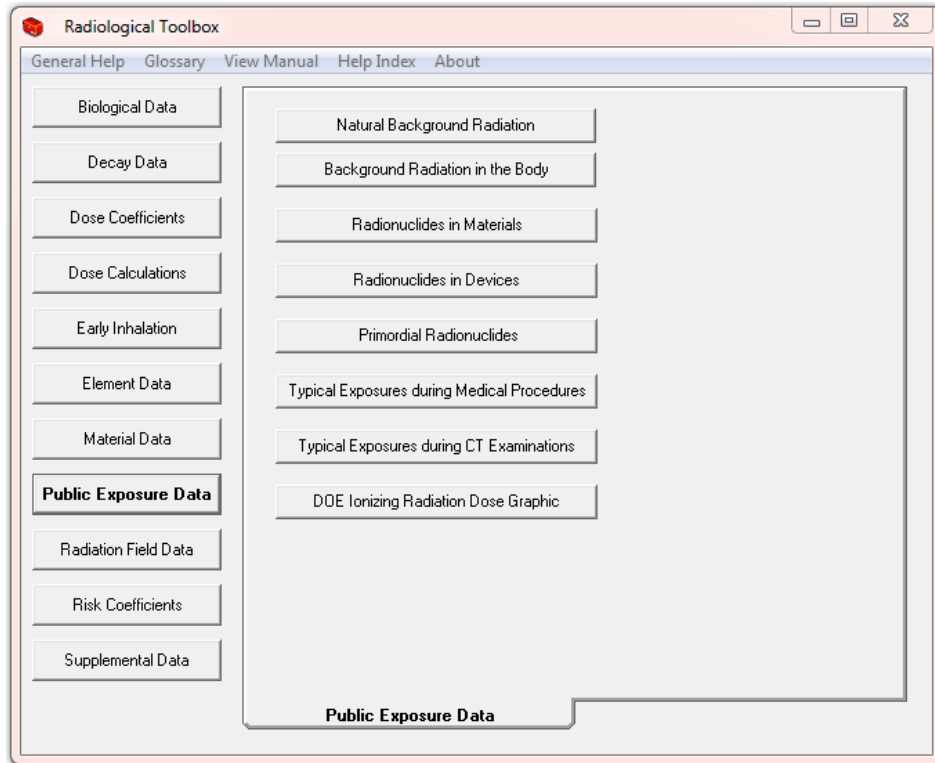 Radiological Toolbox
General Help Glossary View Manual Help Index About
Biological Data
Decay Data
Dose Coefficients
Dose Calculations
Early Inhalation
Element Data
Material Data
Public Exposure Data
Radiation Field Data
Risk Coefficients
Supplemental Data
Natural Background Radiation
Background Radiation in the Body
Radionuclides in Materials
Radionuclides in Devices
Primordial Radionuclides
Typical Exposures during Medical Procedures
Typical Exposures during CT Examinations
DOE Ionizing Radiation Dose Graphic
Public Exposure Data